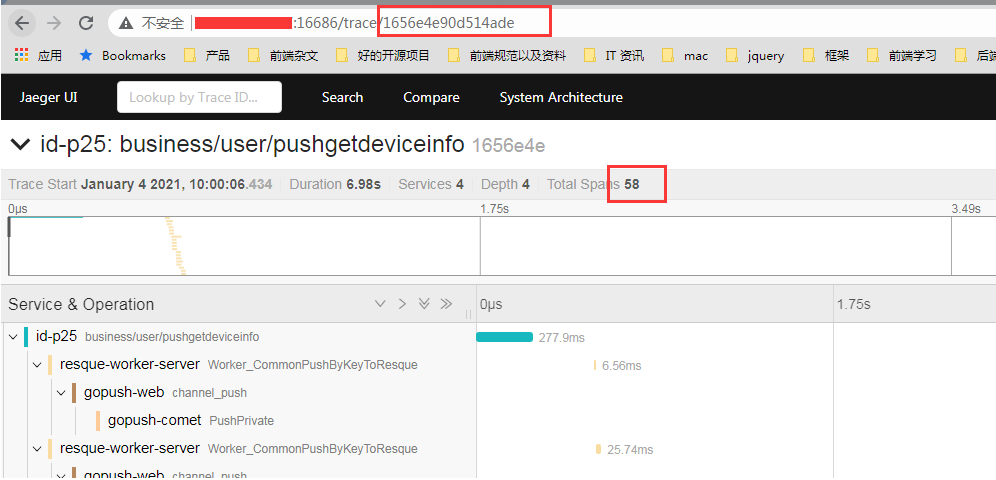 不安全 :16686/trace/1656e4e90d514ade
应用 Bookmarks 产品 前端杂文 好的开源项目 前端规范以及资料 IT 资讯 mac jquery 框架 前端学习 后端
Jaeger UI Lookup by Trace ID... Search Compare System Architecture
id-p25: business/user/pushgetdeviceinfo 1656e4e
Trace Start January 4 2021, 10:00:06.434 Duration 6.98s Services 4 Depth 4 Total Spans 58
0μs 1.75s 3.49s
Service & Operation 0μs 1.75s
id-p25 business/user/pushgetdeviceinfo 277.9ms
resque-worker-server Worker_CommonPushByKeyToResque 6.56ms
gopush-web channel_push
gopush-comet PushPrivate
resque-worker-server Worker_CommonPushByKeyToResque 25.74ms
gopush-web channel_push